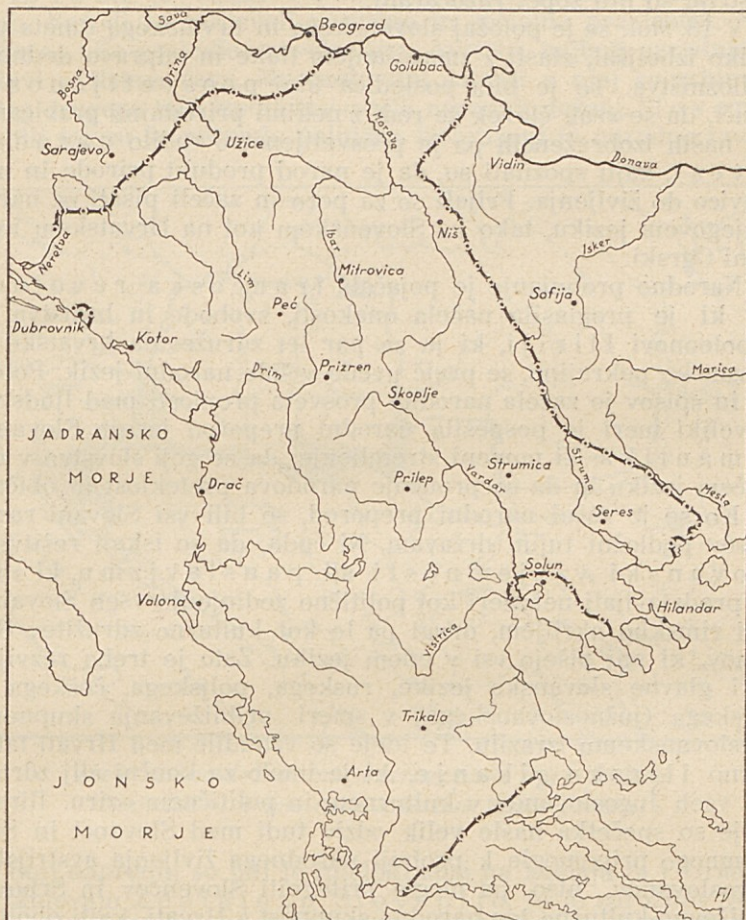 Sava
Beograd
Golubac
Bosna
Drina
Morava
Sarajevo
Užice
Vidin
Donava
Neretva
Lim
Ibar
Niš
Isker
Mitrovica
Peć
Sofija
Dubrovnik
Kotor
Drim
Prizren
Marica
Skoplje
JADRANSKO
MORJE
Drač
Prilep
Vardar
Strumica
Struma
Mesta
Seres
Solun
Valona
Vistrica
Hilandar
Trikala
JONSKO
MORJE
Arta